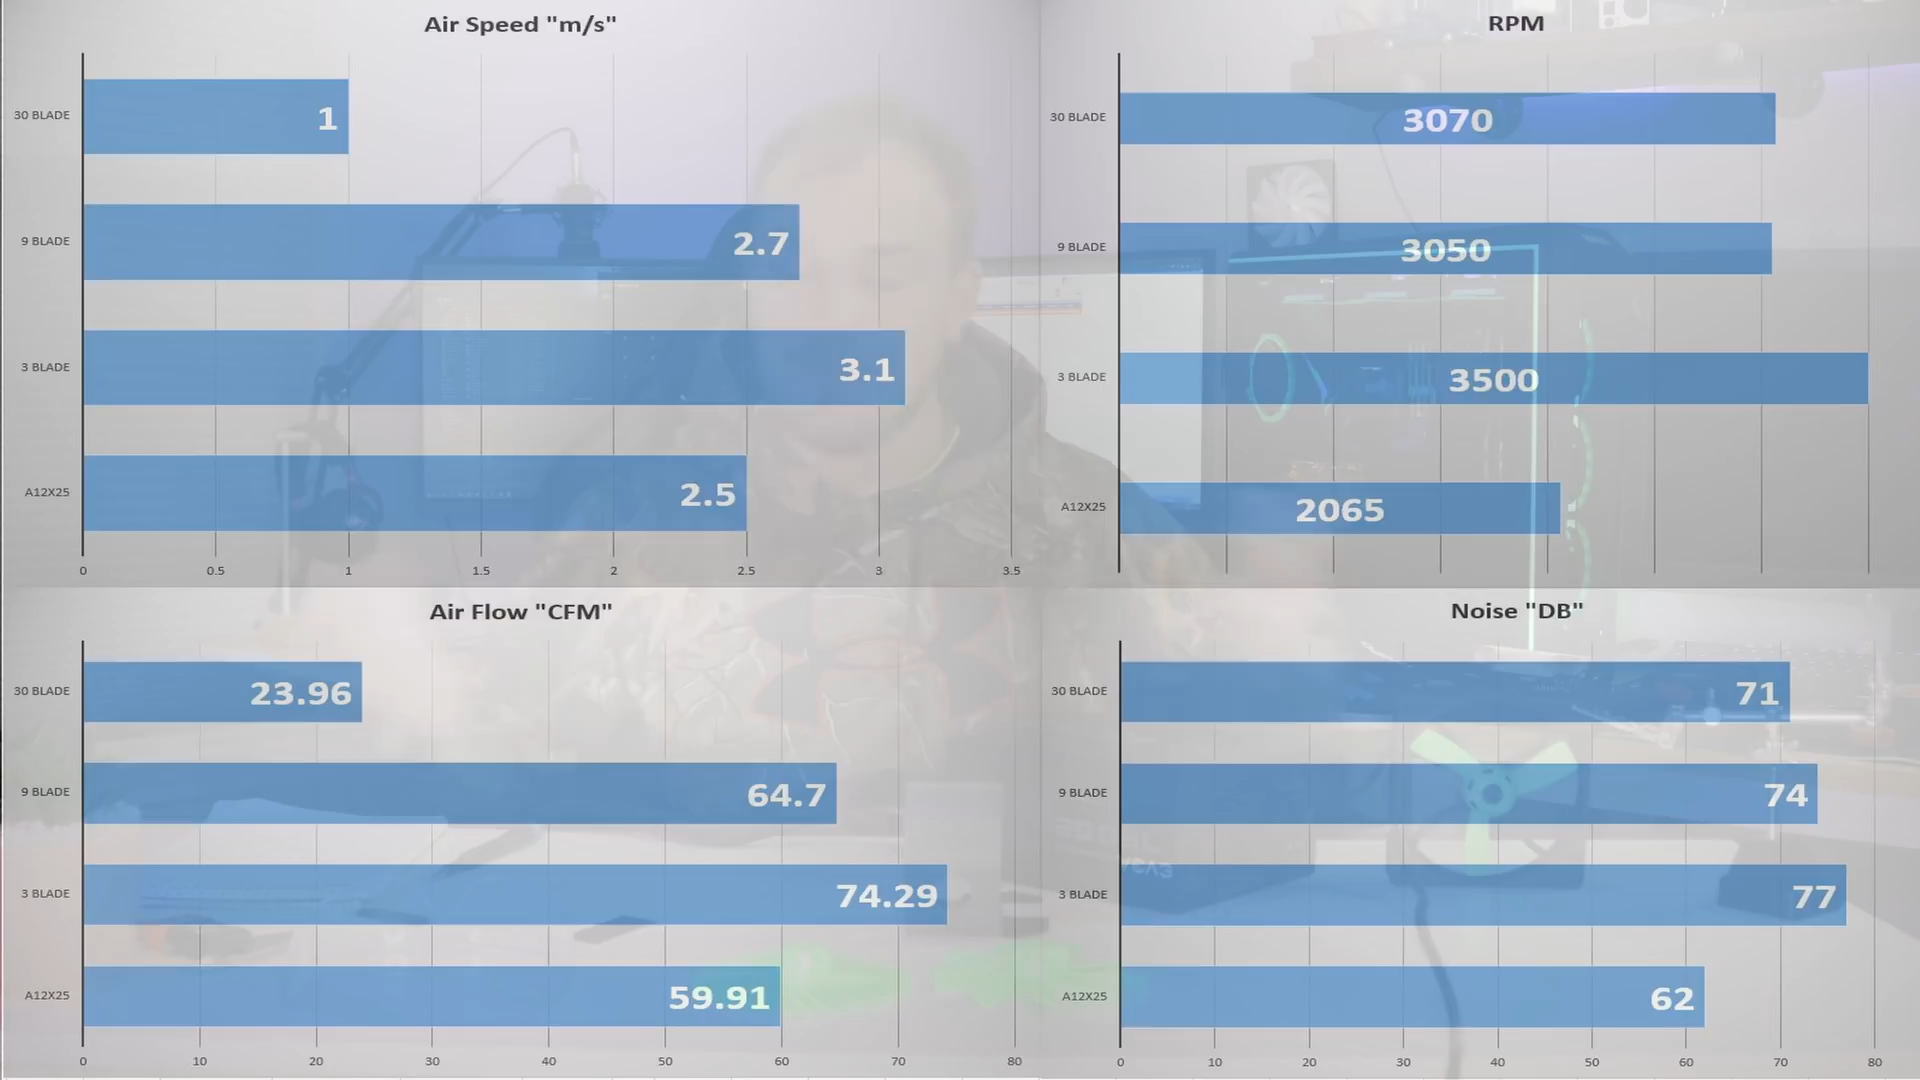 Air Speed "m/s"
30 BLADE
1
9 BLADE
2.7
3 BLADE
3.1
A12X25
2.5
0 0.5 1 1.5 2 2.5 3 3.5
RPM
30 BLADE
3070
9 BLADE
3050
3 BLADE
3500
A12X25
2065
Air Flow "CFM"
30 BLADE
23.96
9 BLADE
64.7
3 BLADE
74.29
A12X25
59.91
0 10 20 30 40 50 60 70 80
Noise "DB"
30 BLADE
71
9 BLADE
74
3 BLADE
77
A12X25
62
0 10 20 30 40 50 60 70 80